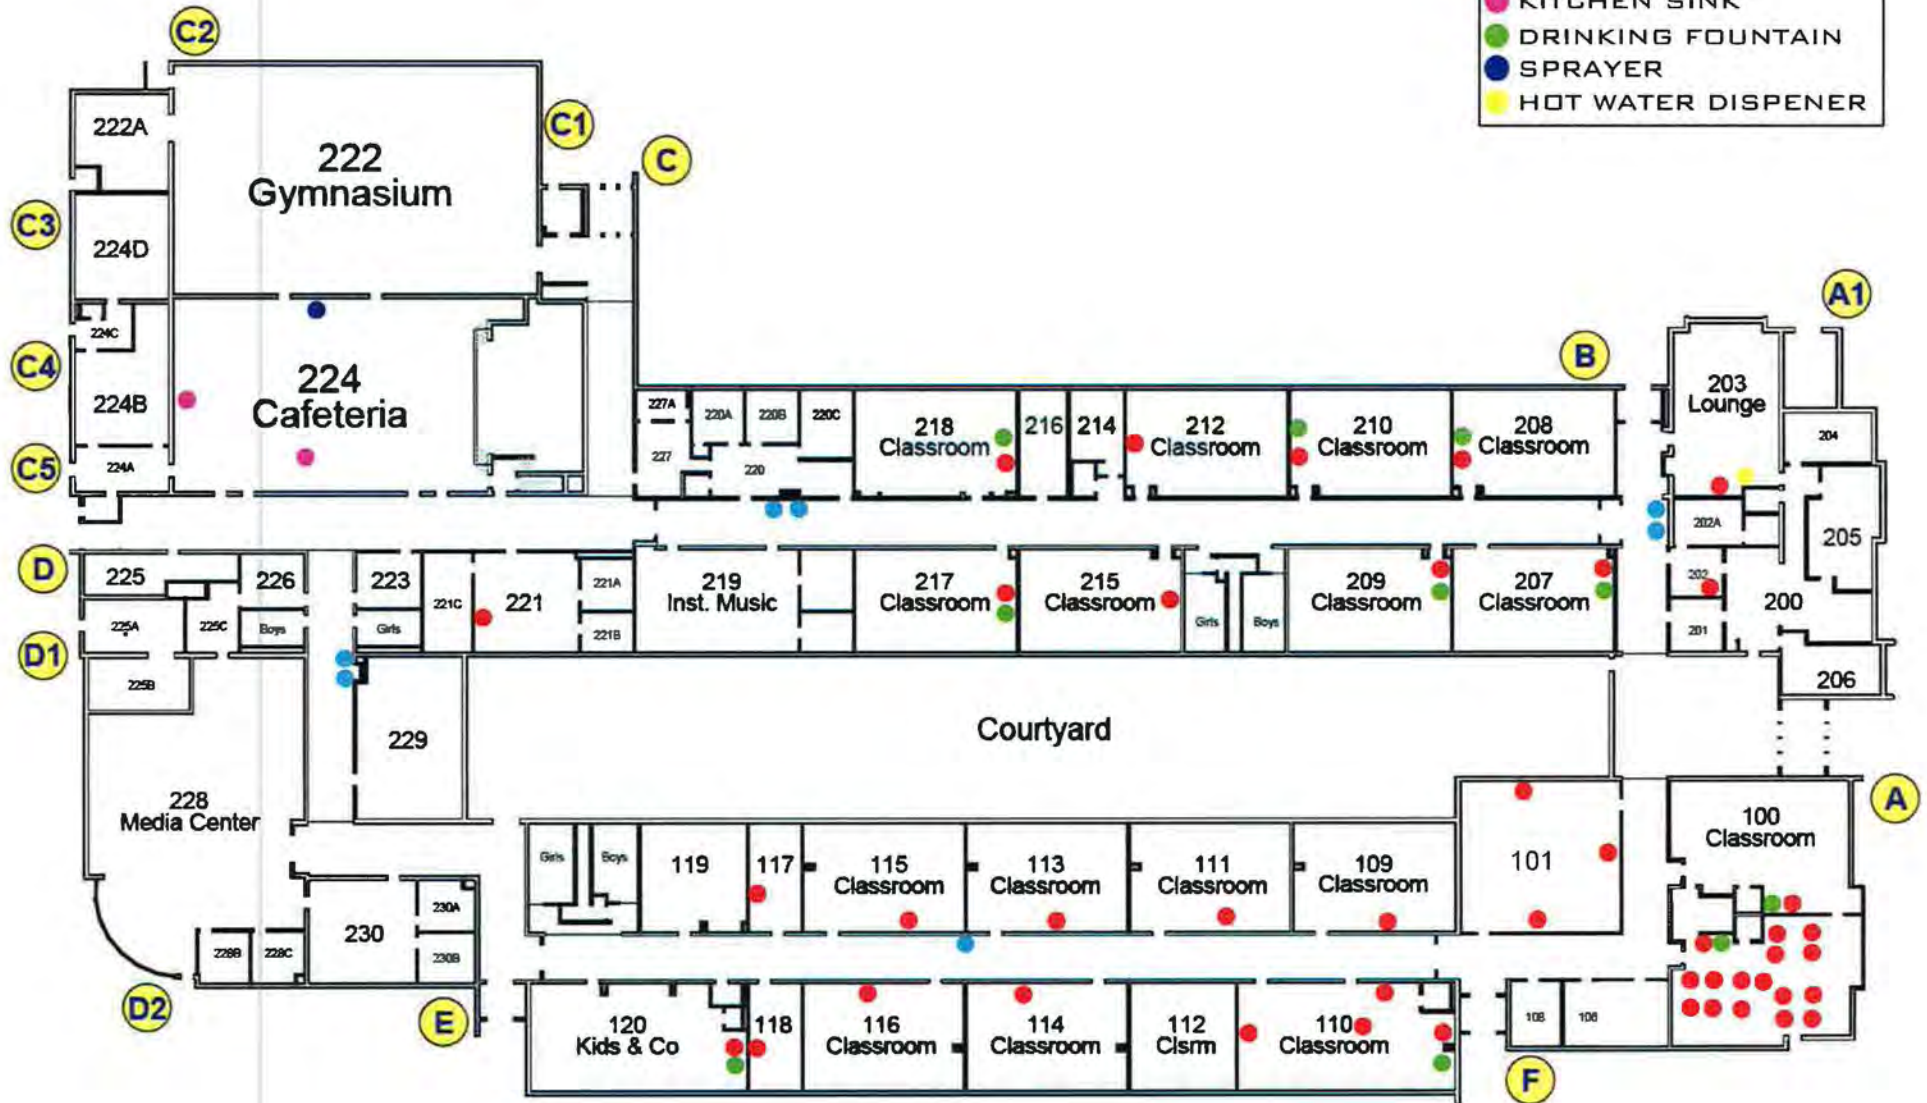 KITCHEN SINK
DRINKING FOUNTAIN
SPRAYER
HOT WATER DISPENER
C2
222A
C1
222
Gymnasium
C
C3
224D
A1
224C
C4
224B
224
Cafeteria
B
203
Lounge
C5
224A
227A
220A
220B
220C
227
220
218
Classroom
216
214
212
Classroom
210
Classroom
208
Classroom
204
202A
205
D
225
226
223
221C
221
221A
221B
219
Inst. Music
217
Classroom
215
Classroom
Girls
Boys
209
Classroom
207
Classroom
202
200
201
225A
225C
Boys
Girls
D1
225B
206
229
Courtyard
228
Media Center
A
100
Classroom
101
Girls
Boys
119
117
115
Classroom
113
Classroom
111
Classroom
109
Classroom
230
230A
230B
228B
228C
D2
E
120
Kids & Co
118
116
Classroom
114
Classroom
112
Clsrm
110
Classroom
F